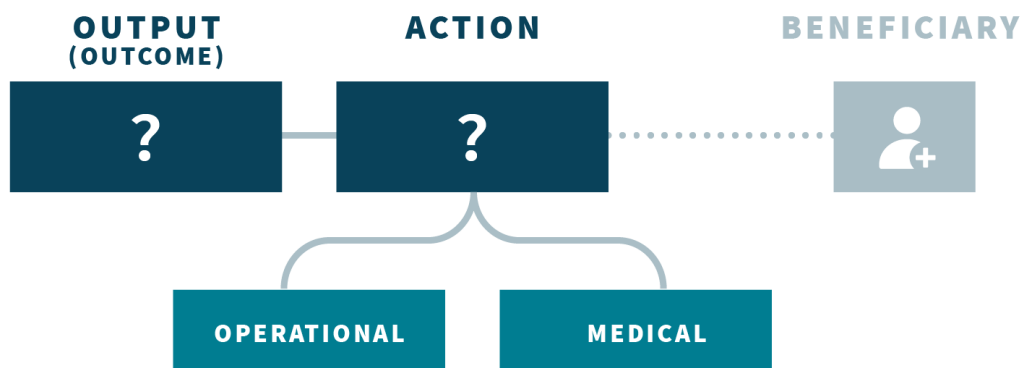 OUTPUT
(OUTCOME)
ACTION
BENEFICIARY
?
?
OPERATIONAL
MEDICAL